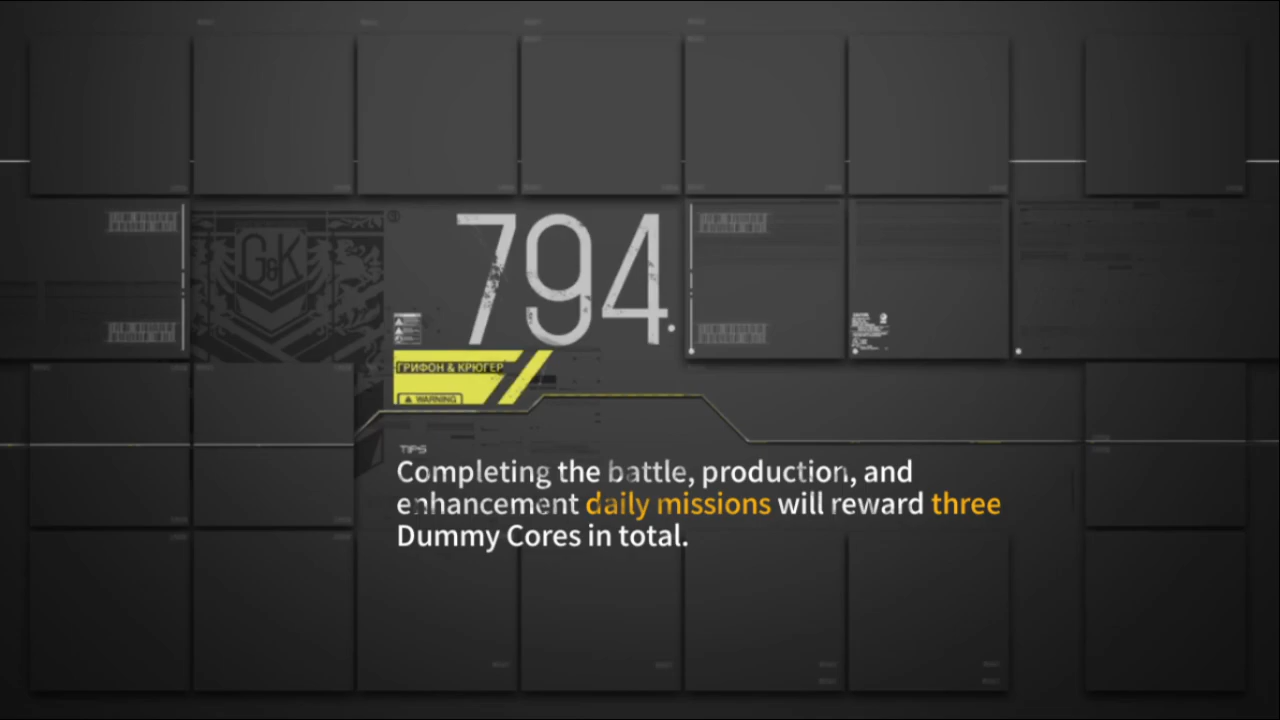 G&K
794.
ГРИФОН & КРЮГЕР
WARNING
TIPS
Completing the battle, production, and
enhancement daily missions will reward three
Dummy Cores in total.